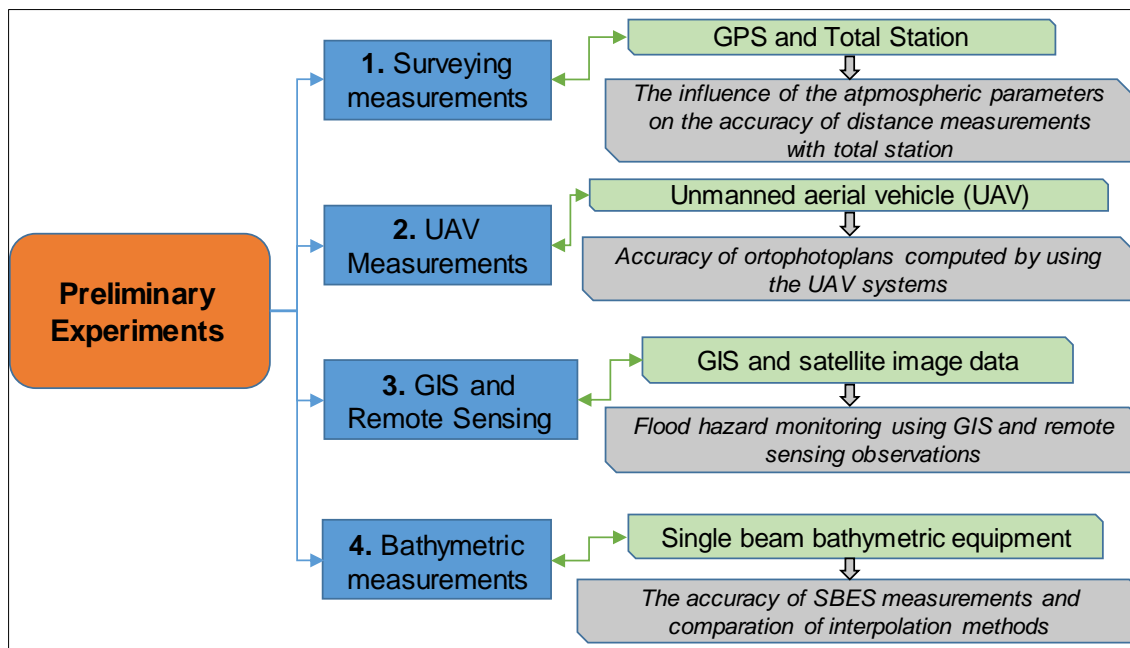 Preliminary
Experiments
1. Surveying
measurements
GPS and Total Station
The influence of the atpmospheric parameters
on the accuracy of distance measurements
with total station
2. UAV
Measurements
Unmanned aerial vehicle (UAV)
Accuracy of ortophotoplans computed by using
the UAV systems
3. GIS and
Remote Sensing
GIS and satellite image data
Flood hazard monitoring using GIS and remote
sensing observations
4. Bathymetric
measurements
Single beam bathymetric equipment
The accuracy of SBES measurements and
comparation of interpolation methods